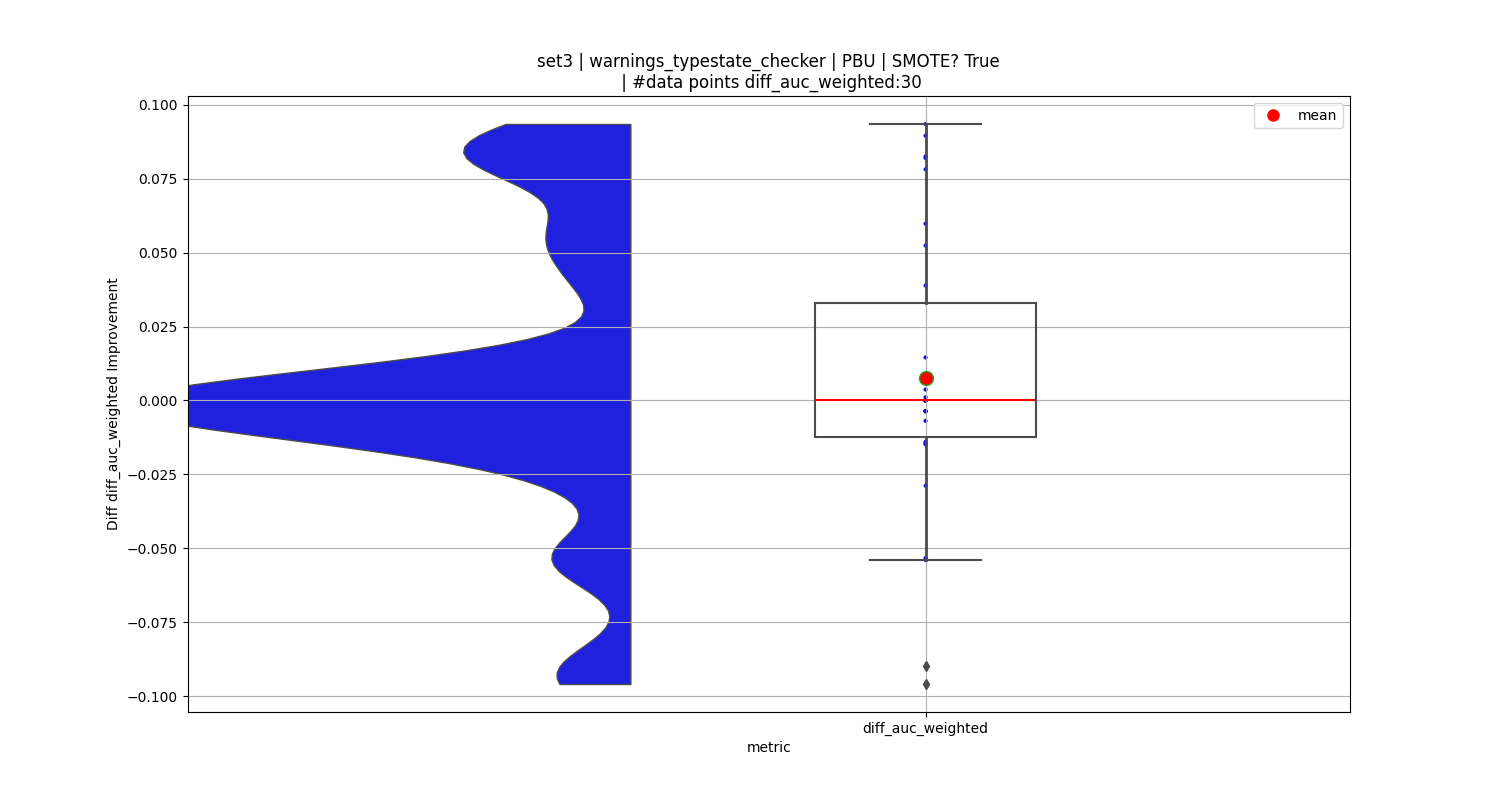 set3 | warnings_typestate_checker | PBU | SMOTE? True
| #data points diff_auc_weighted:30
mean
0.100
0.075
0.050
0.025
0.000
−0.025
−0.050
−0.075
−0.100
Diff diff_auc_weighted Improvement
diff_auc_weighted
metric